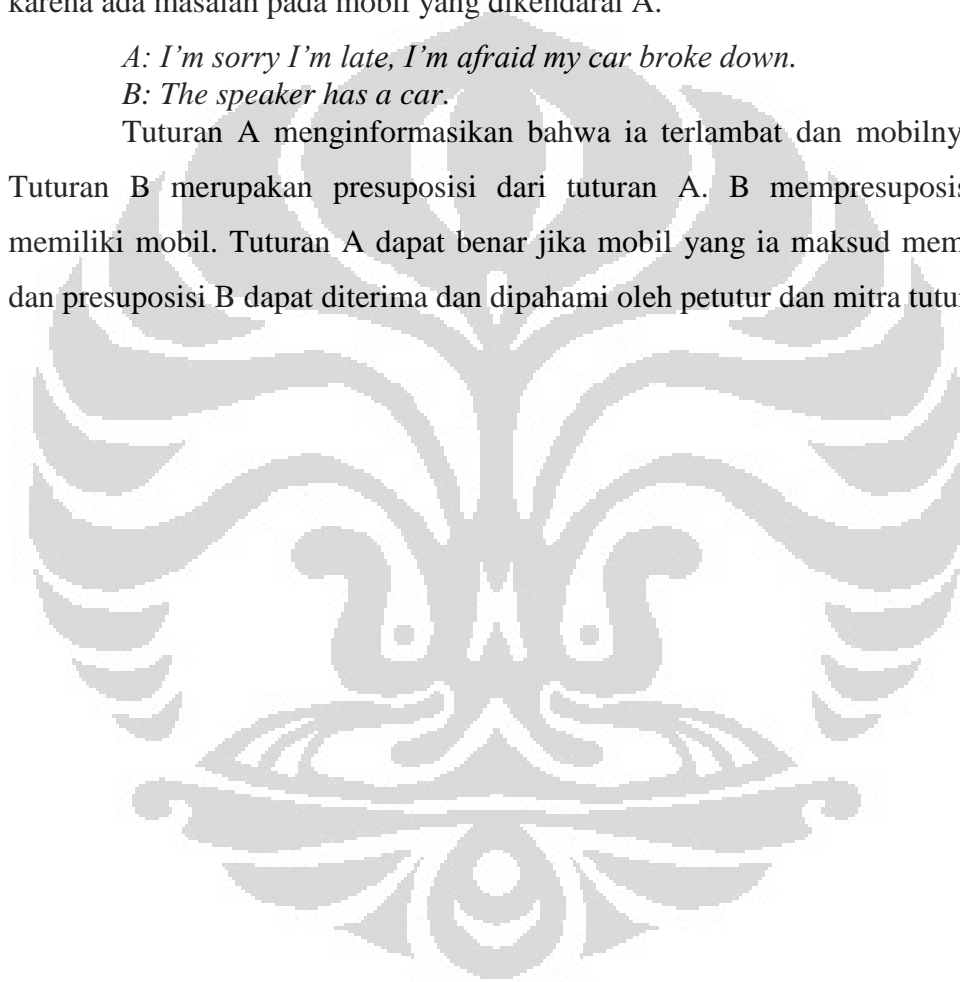 karena ada masalah pada mobil yang dikendarai A.
A: I’m sorry I’m late, I’m afraid my car broke down.
B: The speaker has a car.
Tuturan A menginformasikan bahwa ia terlambat dan mobilny
Tuturan B merupakan presuposisi dari tuturan A. B mempresuposis
memiliki mobil. Tuturan A dapat benar jika mobil yang ia maksud mem
dan presuposisi B dapat diterima dan dipahami oleh petutur dan mitra tutu